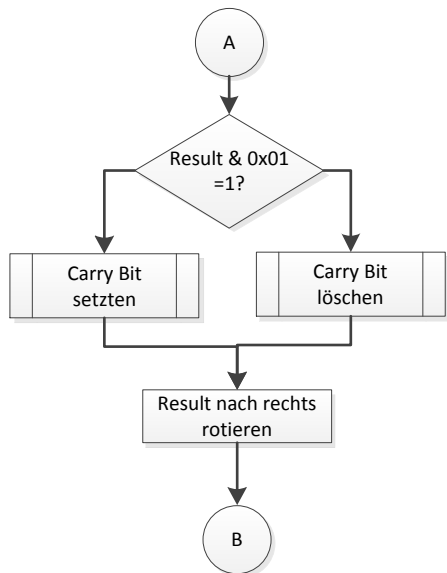 A
Result & 0x01
=1?
Carry Bit
setzten
Carry Bit
löschen
Result nach rechts
rotieren
B